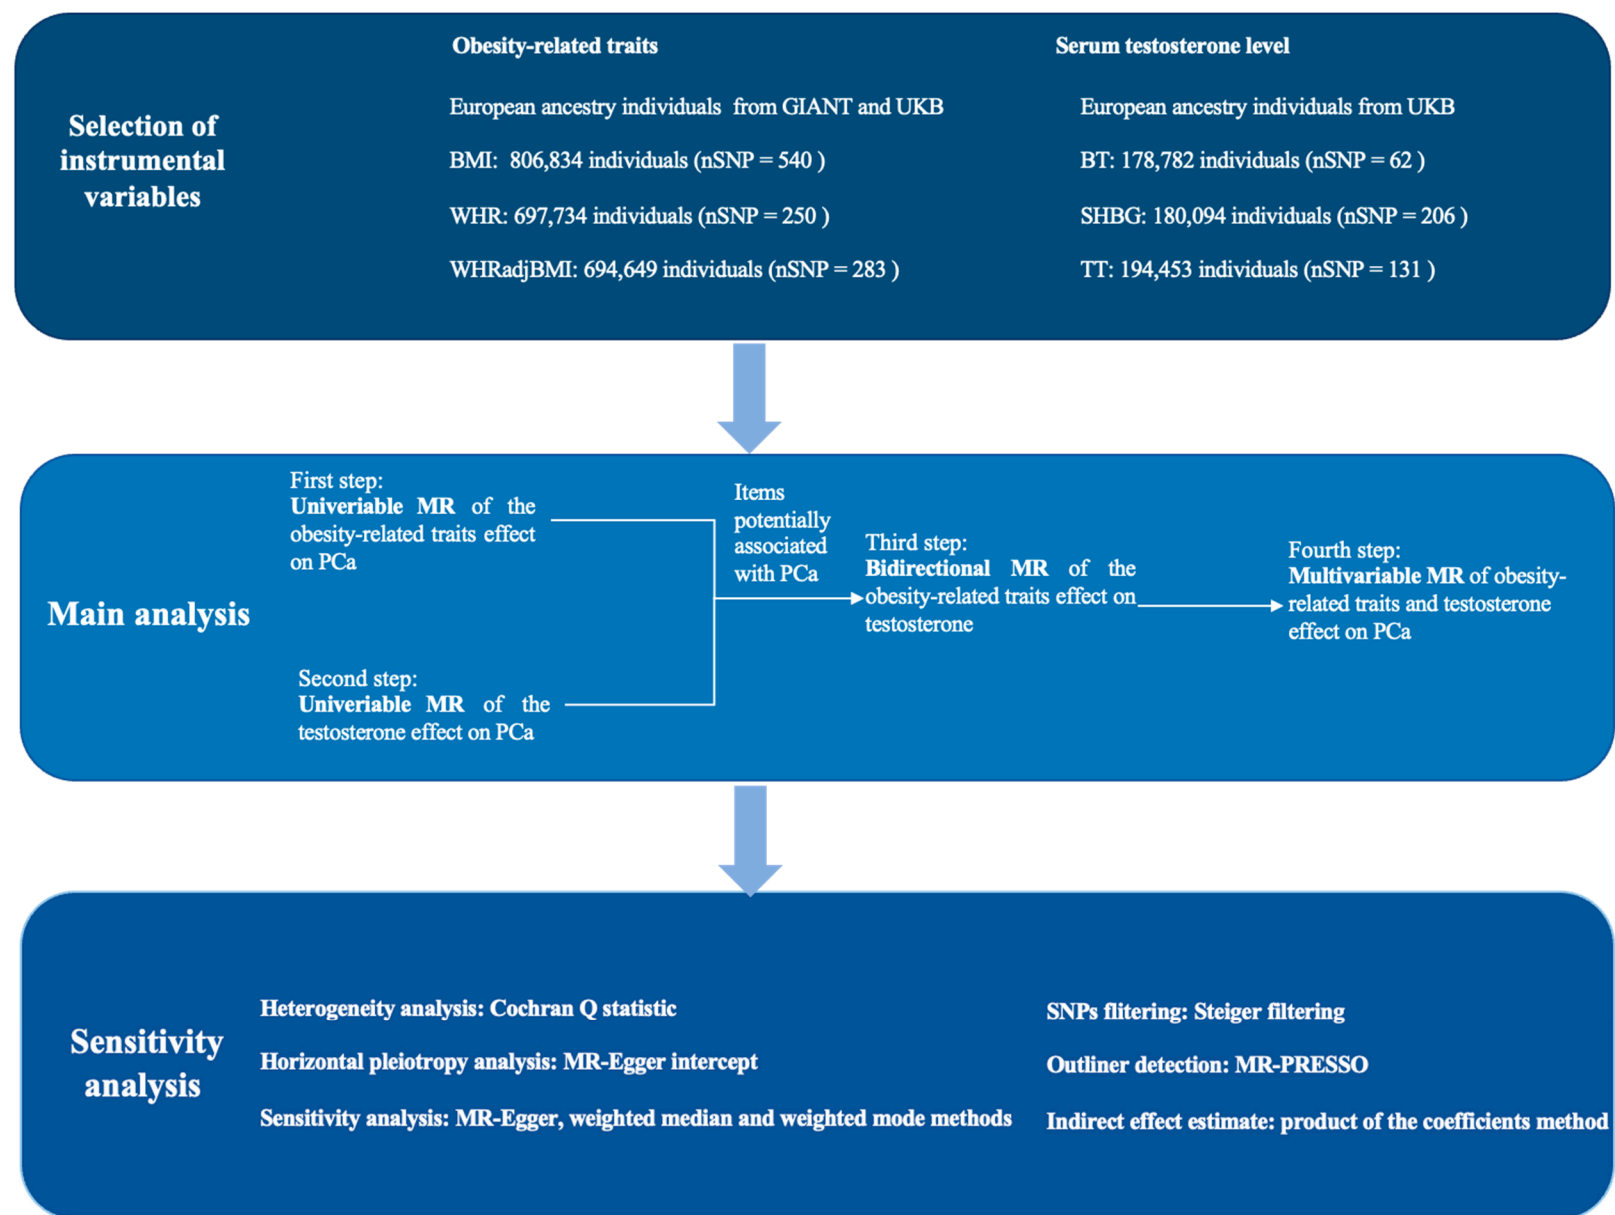 Selection of
instrumental
variables
Obesity-related traits
European ancestry individuals from GIANT and UKB
BMI: 806,834 individuals (nSNP = 540 )
WHR: 697,734 individuals (nSNP = 250 )
WHRadjBMI: 694,649 individuals (nSNP = 283 )
Serum testosterone level
European ancestry individuals from UKB
BT: 178,782 individuals (nSNP = 62 )
SHBG: 180,094 individuals (nSNP = 206 )
TT: 194,453 individuals (nSNP = 131 )
Main analysis
First step:
Univeriable MR of the
obesity-related traits effect
on PCa
Second step:
Univeriable MR of the
testosterone effect on PCa
Items
potentially
associated
with PCa
Third step:
Bidirectional MR of the
obesity-related traits effect on
testosterone
Fourth step:
Multivariable MR of obesity-
related traits and testosterone
effect on PCa
Sensitivity
analysis
Heterogeneity analysis: Cochran Q statistic
Horizontal pleiotropy analysis: MR-Egger intercept
Sensitivity analysis: MR-Egger, weighted median and weighted mode methods
SNPs flitering: Steiger filtering
Outliner detection: MR-PRESSO
Indirect effect estimate: product of the coefficients method